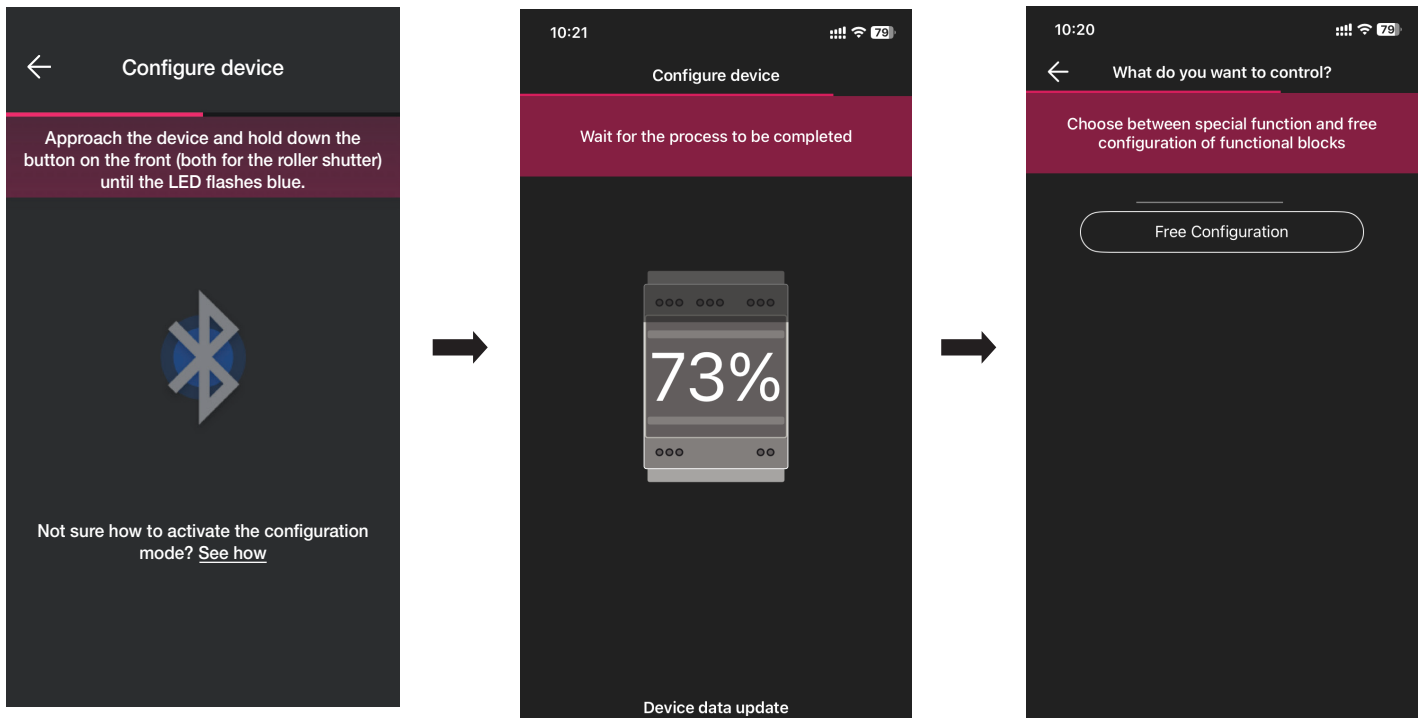 Configure device
Approach the device and hold down the
button on the front (both for the roller shutter)
until the LED flashes blue.
Not sure how to activate the configuration
mode? See how
10:21
79
Configure device
Wait for the process to be completed
73%
Device data update
10:20
79
What do you want to control?
Choose between special function and free
configuration of functional blocks
Free Configuration